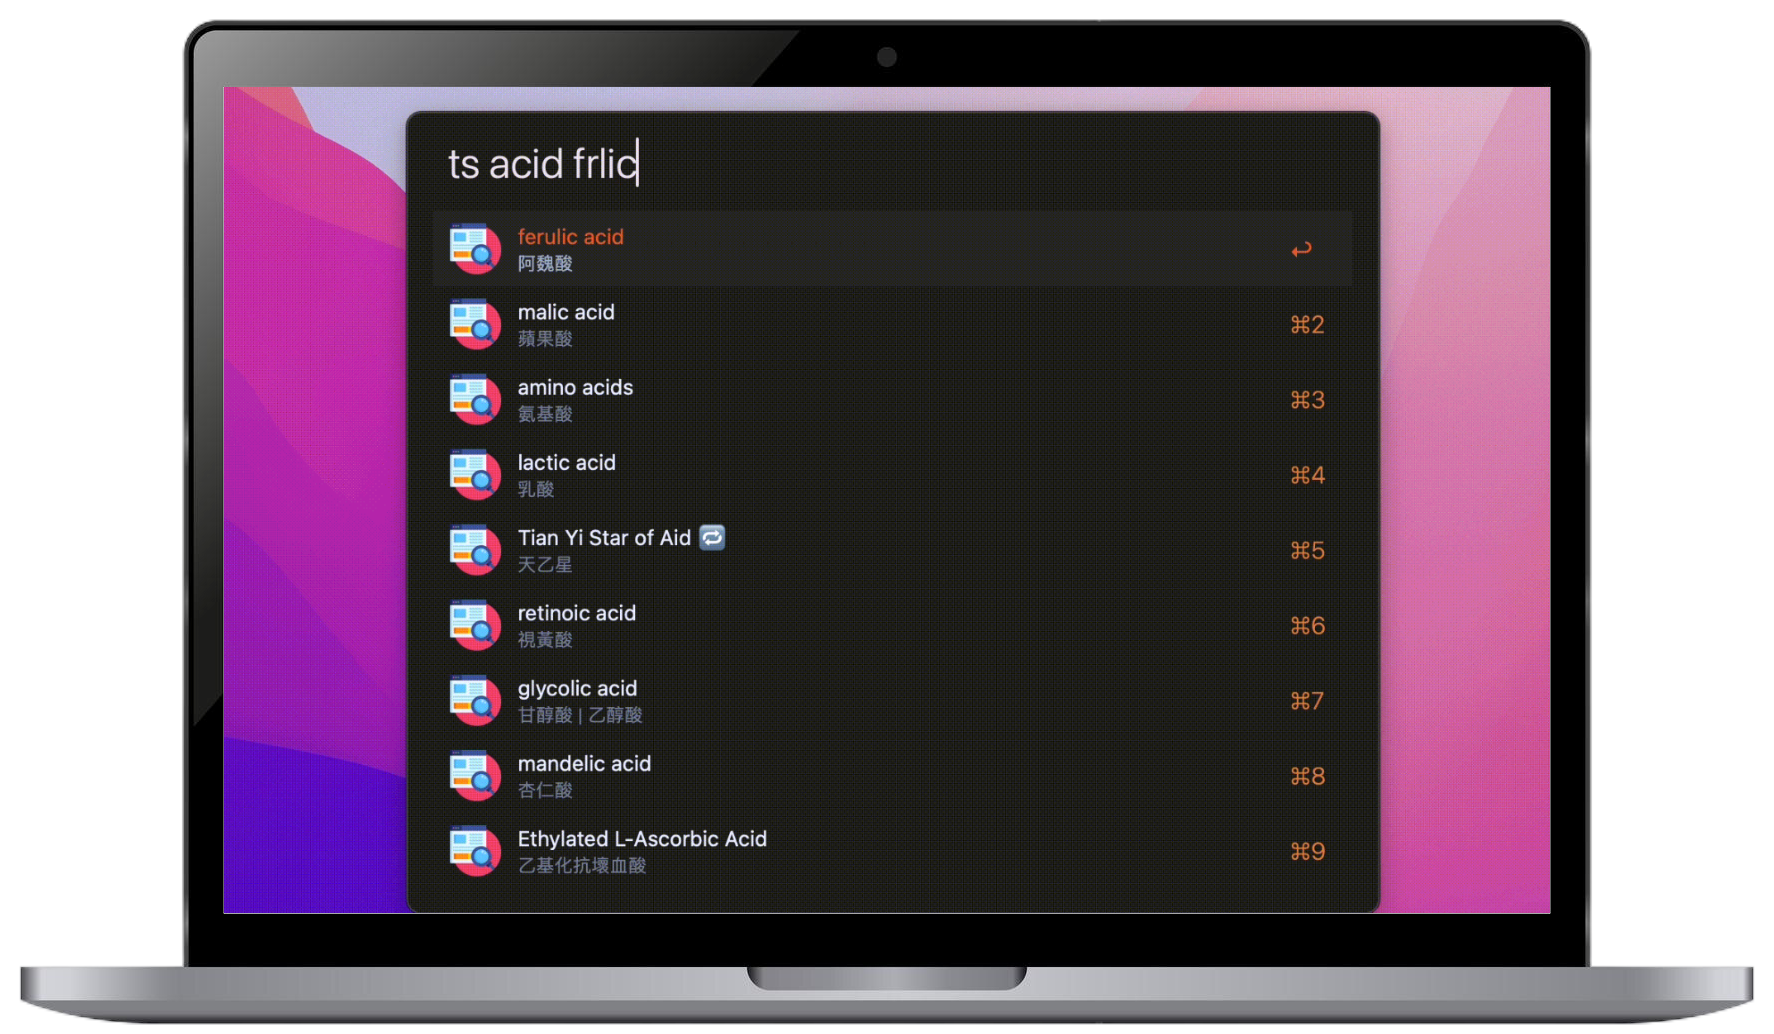 ts acid frlic
ferulic acid
阿魏酸
↩
malic acid
蘋果酸
⌘2
amino acids
氨基酸
⌘3
lactic acid
乳酸
⌘4
Tian Yi Star of Aid 🔁
天乙星
⌘5
retinoic acid
視黃酸
⌘6
glycolic acid
甘醇酸 | 乙醇酸
⌘7
mandelic acid
杏仁酸
⌘8
Ethylated L-Ascorbic Acid
乙基化抗壞血酸
⌘9